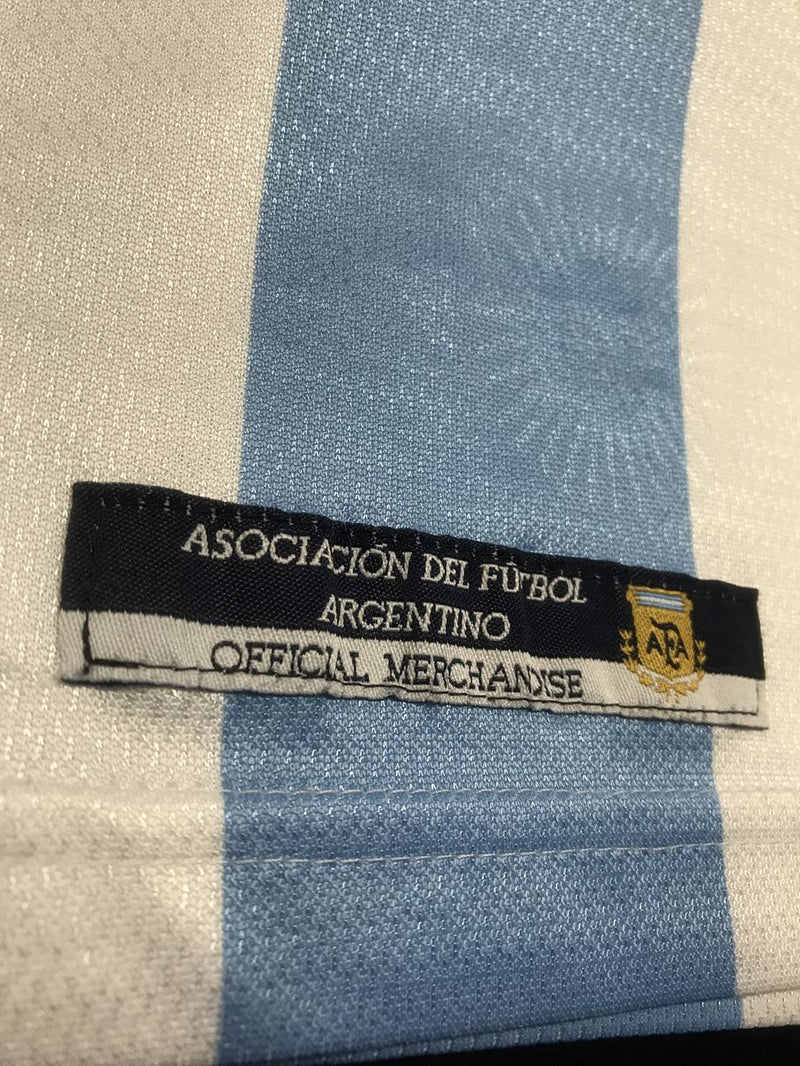 ASOCIACIÓN DEL FÚTBOL
ARGENTINO
OFFICIAL MERCHANDISE
AFA